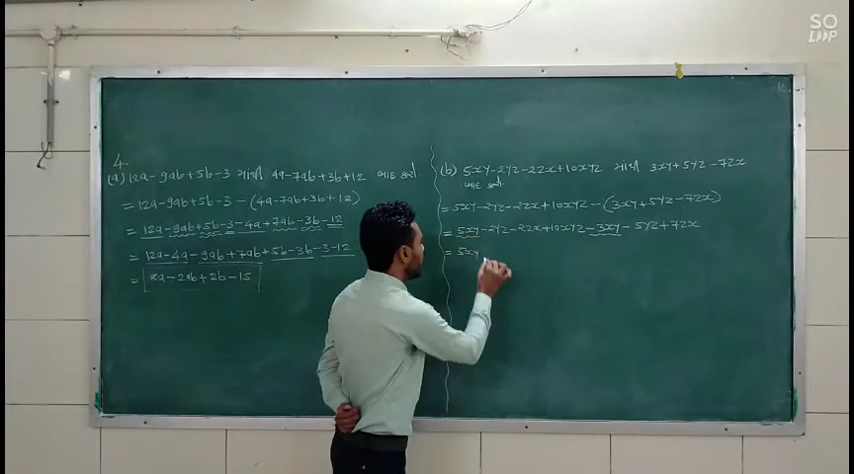 SO LOOP
4.
(a) 12a-9ab+5b-3 માંથી 4a-7ab+3b+12 બાદ કરો.
= 12a-9ab+5b-3 - (4a-7ab+3b+12)
= 12a-9ab+5b-3 -4a+7ab-3b-12
= 12a-4a-9ab+7ab+5b-3b-3-12
= 8a-2ab+2b-15
(b) 5xy-2yz-2zx+10xyz માંથી 3xy+5yz-7zx
બાદ કરો.
= 5xy-2yz-2zx+10xyz-(3xy+5yz-7zx)
= 5xy-2yz-2zx+10xyz-3xy-5yz+7zx
= 5xy